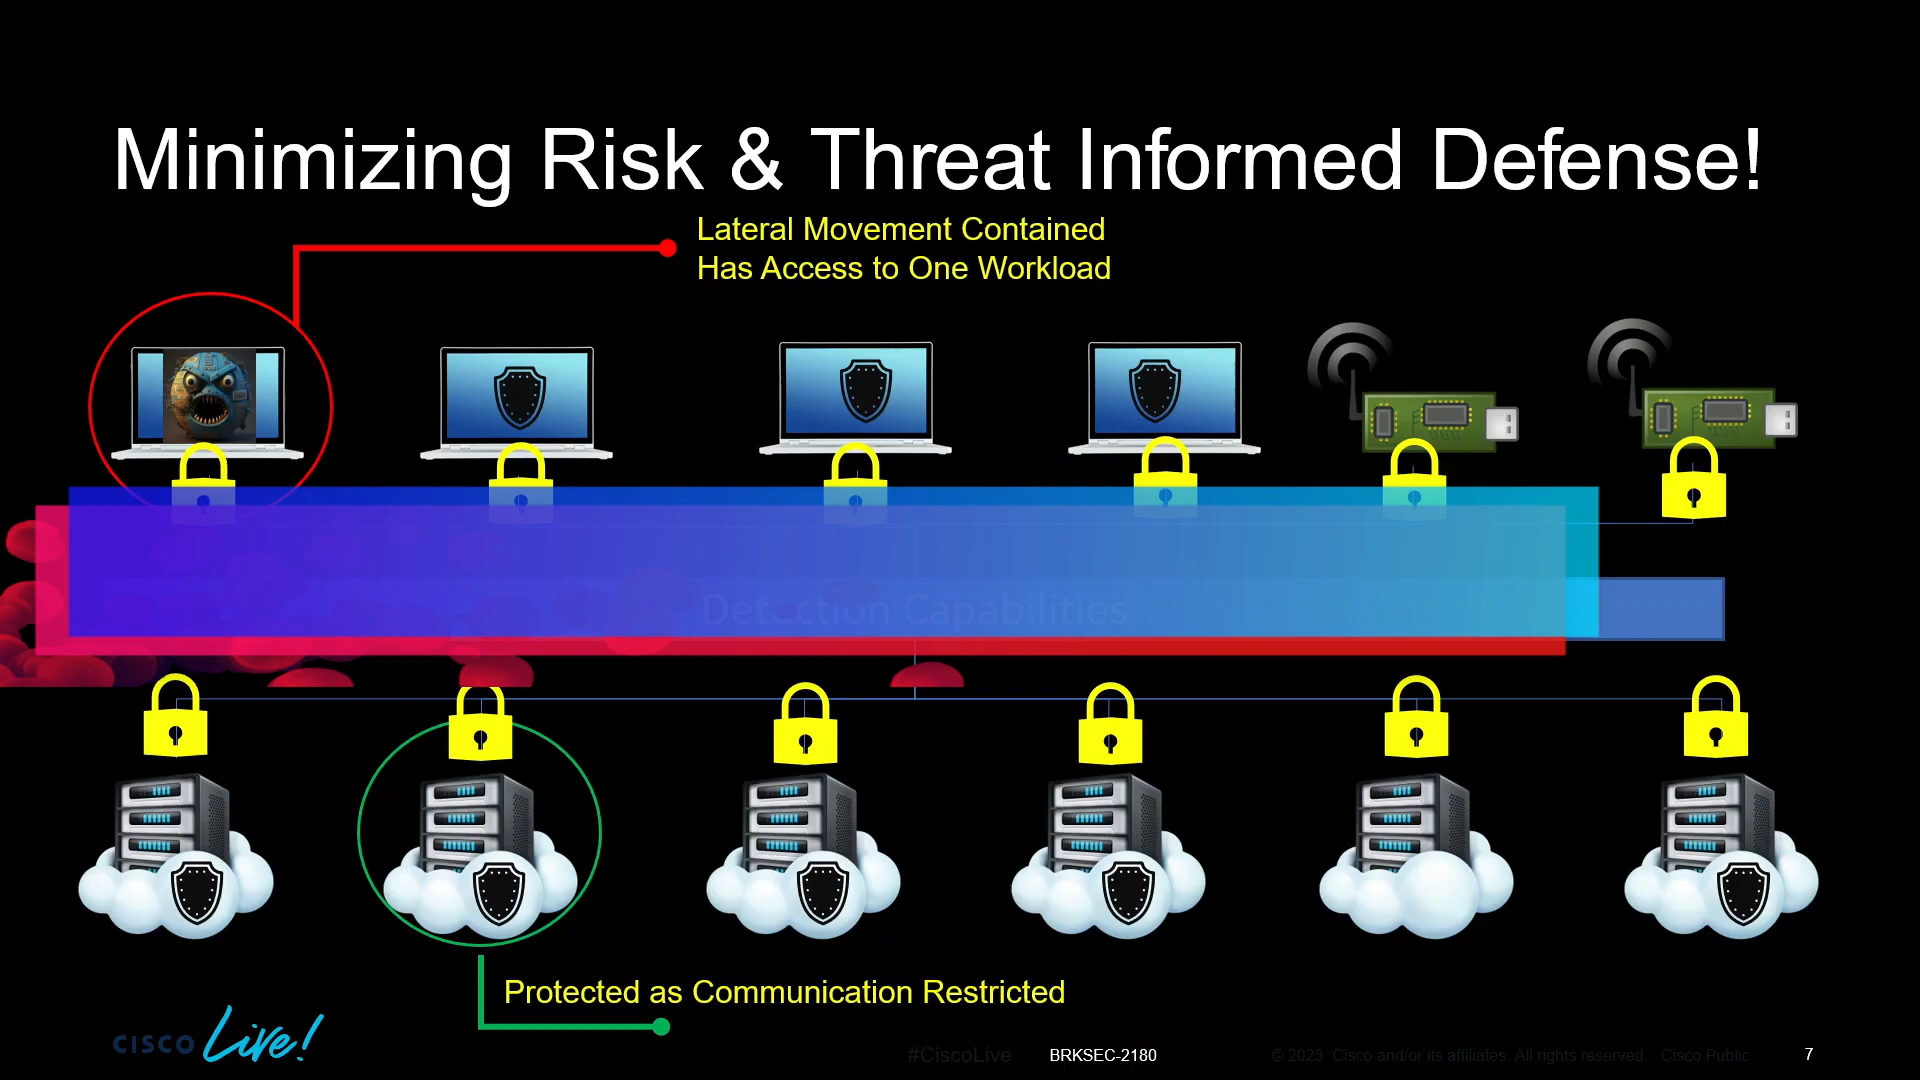 Minimizing Risk & Threat Informed Defense!
Lateral Movement Contained
Has Access to One Workload
Detection Capabilities
Protected as Communication Restricted
CISCO Live!
#CiscoLive BRKSEC-2180 © 2023 Cisco and/or its affiliates. All rights reserved. Cisco Public 7